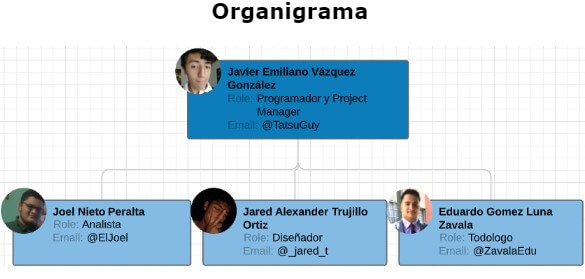 Organigrama
Javier Emiliano Vázquez
González
Role: Programador y Project
Manager
Email: @TatsuGuy
Joel Nieto Peralta
Role: Analista
Email: @ElJoel
Jared Alexander Trujillo
Ortiz
Role: Diseñador
Email: @_jared_t
Eduardo Gomez Luna
Zavala
Role: Todologo
Email: @ZavalaEdu